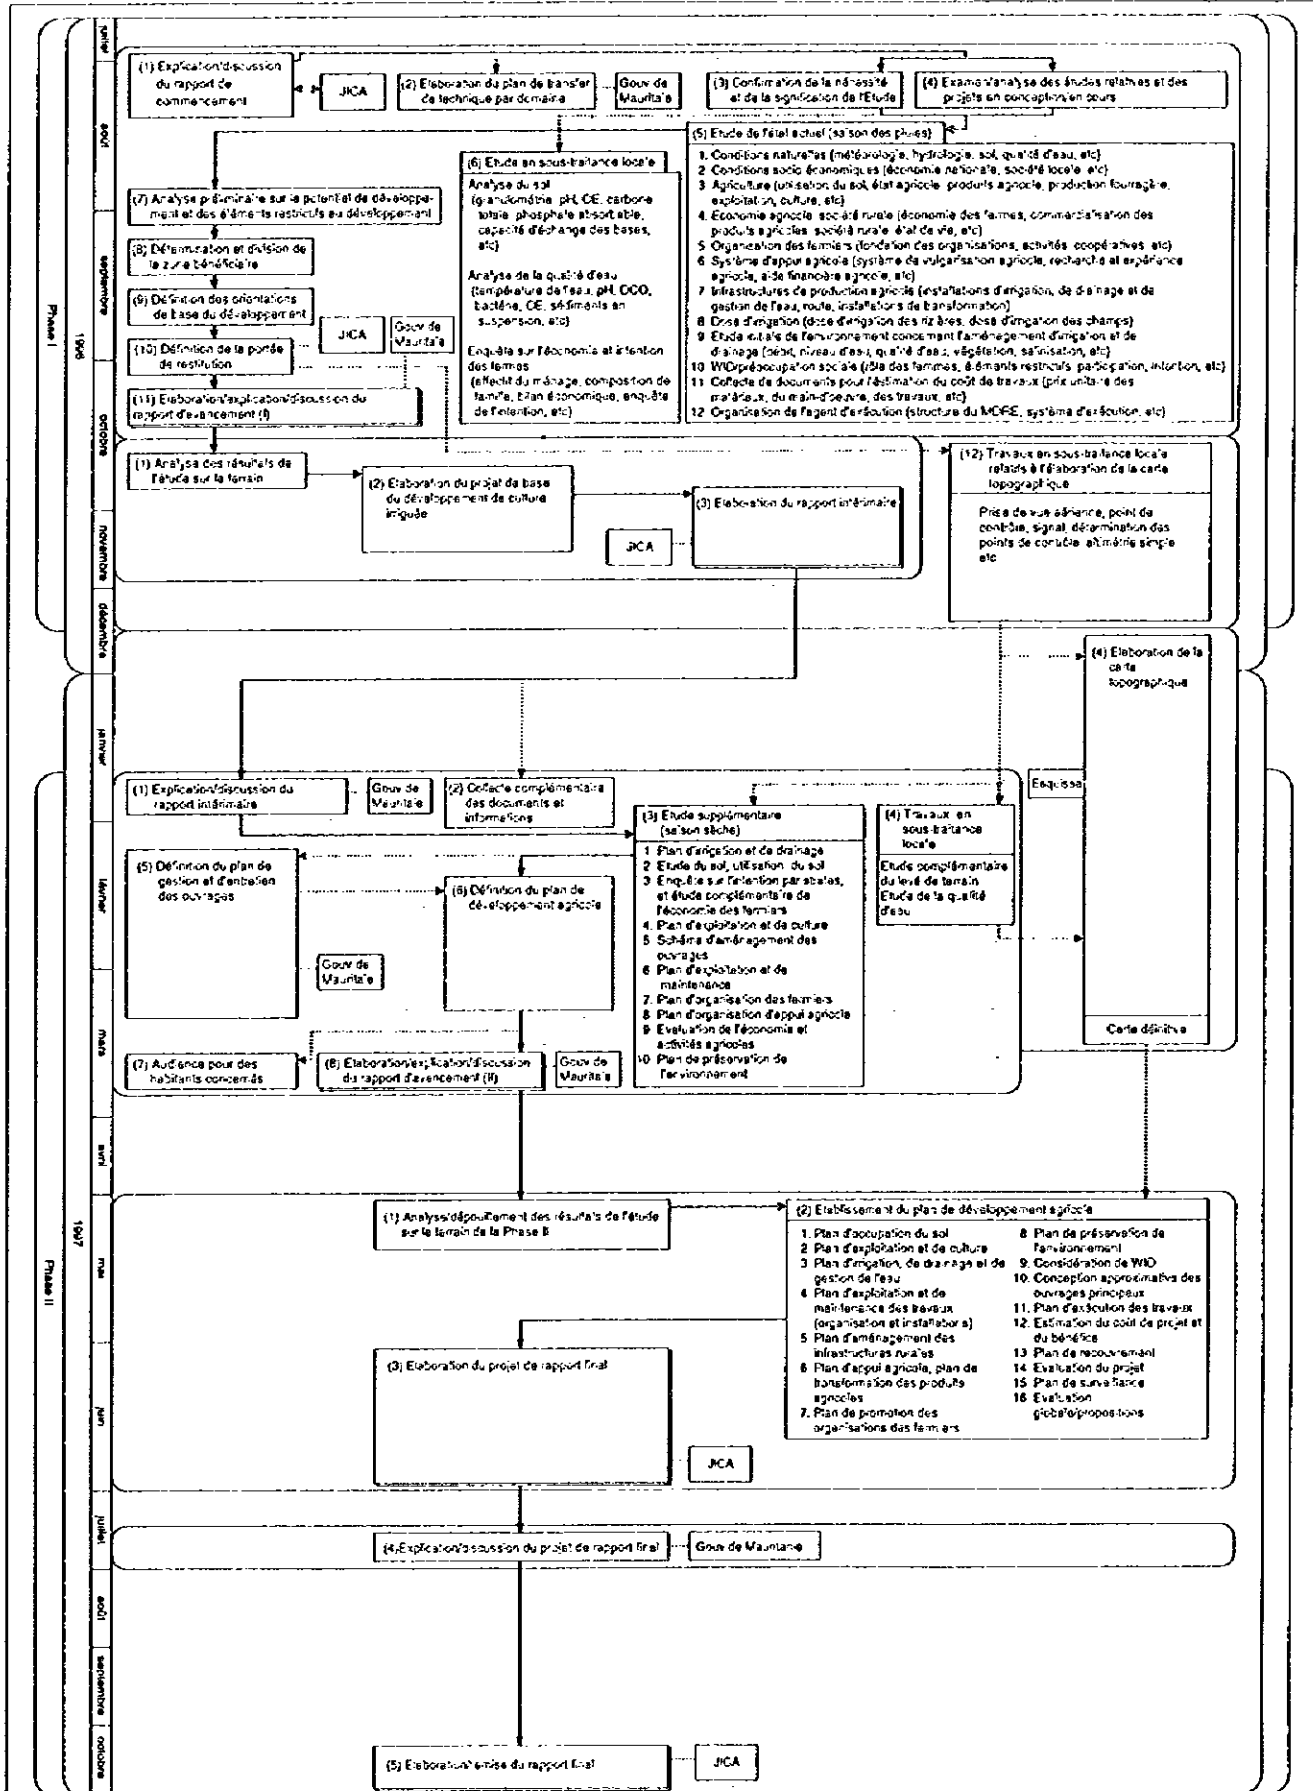 Phase I
1996
juillet
août
septembre
octobre
novembre
décembre
(1) Explication/discussion
du rapport de
commencement
JICA
(2) Elaboration du plan de transfer
de technique par domaine
Gouv de
Mauritaie
(3) Confirmation de la nécessité
et de la signification de l'Etude
(4) Examen/analyse des études relatives et des
projets en conception/en cours
(5) Etude de l'état actuel (saison des pluies)
1. Conditions naturelles (météorologie, hydrologie, sol, qualité d'eau, etc)
2 Conditions socio économiques (économie nationale, société locale, etc)
3 Agriculture (utilisation du sol, état agricole, produits agricole, production fourragère,
exploitation, culture, etc)
4. Economie agricole, société rurale (économie des fermes, commercialisation des
produits agricoles, société rurale, état de vie, etc)
5 Organisation des fermiers (fondation des organisations, activités, coopératives, etc)
6 Système d'appui agricole (système de vulgarisation agricole, recherche et expérience
agricole, aide financière agricole, etc)
7 Infrastructures de production agricole (installations d'irrigation, de drainage et de
gestion de l'eau, route, installations de transformation)
8 Dose d'irrigation (dose d'irrigation des rizières, dose d'irrigation des champs)
9 Etude initiale de l'environnement concernant l'aménagement d'irrigation et de
drainage (débit, niveau d'eau, qualité d'eau, végétation, salinisation, etc)
10 WID/préoccupation sociale (rôle des femmes, éléments restrictifs, participation, intention, etc)
11 Collecte de documents pour l'estimation du coût de travaux (prix unitaire des
matériaux, du main-d'oeuvre, des travaux, etc)
12 Organisation de l'agent d'exécution (structure du MDRE, système d'exécution, etc)
(6) Etude en sous-traitance locale
Analyse du sol
(granulométrie, pH, CE, carbone
totale, phosphate absortable,
capacité d'échange des bases,
etc)
Analyse de la qualité d'eau
(température de l'eau, pH, DCO,
bactérie, CE, sédiments en
suspension, etc)
Enquête sur l'économie et intention
des fermes
(effectif du ménage, composition de
famille, bilan économique, enquête
de l'intention, etc)
(7) Analyse préliminaire sur le potentiel de développe-
ment et des éléments restrictifs au développement
(8) Détermination et division de
la zone bénéficiaire
(9) Définition des orientations
de base du développement
(10) Définition de la portée
de restitution
JICA
Gouv de
Mauritaie
(11) Elaboration/explication/discussion du
rapport d'avancement (I)
(1) Analyse des résultats de
l'étude sur la terrain
(2) Elaboration du projet de base
du développement de culture
irriguée
(3) Elaboration du rapport intérimaire
JICA
(12) Travaux en sous-traitance locale
relatifs à l'élaboration de la carte
topographique
Prise de vue aérienne, point de
contrôle, signal, détermination des
points de contrôle, altimétrie simple
etc
(4) Elaboration de la
carte
topographique
Esquisse
Carte définitive
Phase II
1997
janvier
février
mars
avril
mai
juin
juillet
août
septembre
octobre
(1) Explication/discussion du
rapport intérimaire
Gouv de
Mauritaie
(2) Collecte complémentaire
des documents et
informations
(3) Etude supplémentaire
(saison sèche)
1 Plan d'irrigation et de drainage
2 Etude du sol, utilisation du sol
3 Enquête sur l'intention par strates,
et étude complémentaire de
l'économie des fermiers
4. Plan d'exploitation et de culture
5 Schéma d'aménagement des
ouvrages
6 Plan d'exploitation et de
maintenance
7. Plan d'organisation des fermiers
8 Plan d'organisation d'appui agricole
9 Evaluation de l'économie et
activités agricoles
10 Plan de préservation de
l'environnement
(4) Travaux en
sous-traitance
locale
Etude complémentaire
du levé de terrain
Etude de la qualité
d'eau
(5) Définition du plan de
gestion et d'entretien
des ouvrages
Gouv de
Mauritaie
(6) Définition du plan de
développement agricole
(7) Audience pour des
habitants concernés
(8) Elaboration/explication/discussion
du rapport d'avancement (II)
Gouv de
Mauritaie
(1) Analyse/dépouillement des résultats de l'étude
sur le terrain de la Phase II
(2) Etablissement du plan de développement agricole
1. Plan d'occupation du sol
2 Plan d'exploitation et de culture
3 Plan d'irrigation, de drainage et de
gestion de l'eau
4 Plan d'exploitation et de
maintenance des travaux
(organisation et installations)
5 Plan d'aménagement des
infrastructures rurales
6 Plan d'appui agricole, plan de
transformation des produits
agricoles
7. Plan de promotion des
organisations des fermiers
8 Plan de préservation de
l'environnement
9. Considération de WID
10. Conception approximative des
ouvrages principaux
11. Plan d'exécution des travaux
12. Estimation du coût de projet et
du bénéfice
13 Plan de recouvrement
14 Evaluation du projet
15 Plan de surveillance
16 Evaluation
globale/propositions
(3) Elaboration du projet de rapport final
JICA
(4) Explication/discussion du projet de rapport final
Gouv de Mauritanie
(5) Elaboration/remise du rapport final
JICA